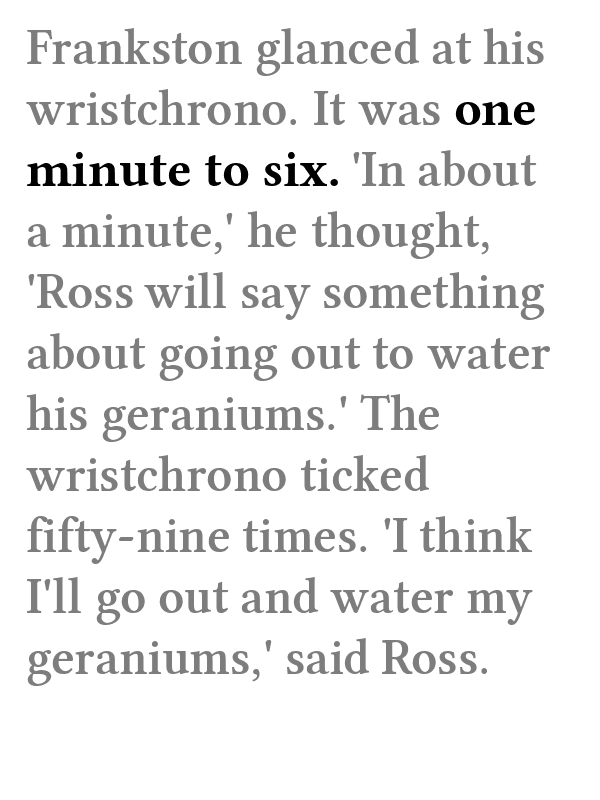 Frankston glanced at his
wristchrono. It was one
minute to six. 'In about
a minute,' he thought,
'Ross will say something
about going out to water
his geraniums.' The
wristchrono ticked
fifty-nine times. 'I think
I'll go out and water my
geraniums,' said Ross.